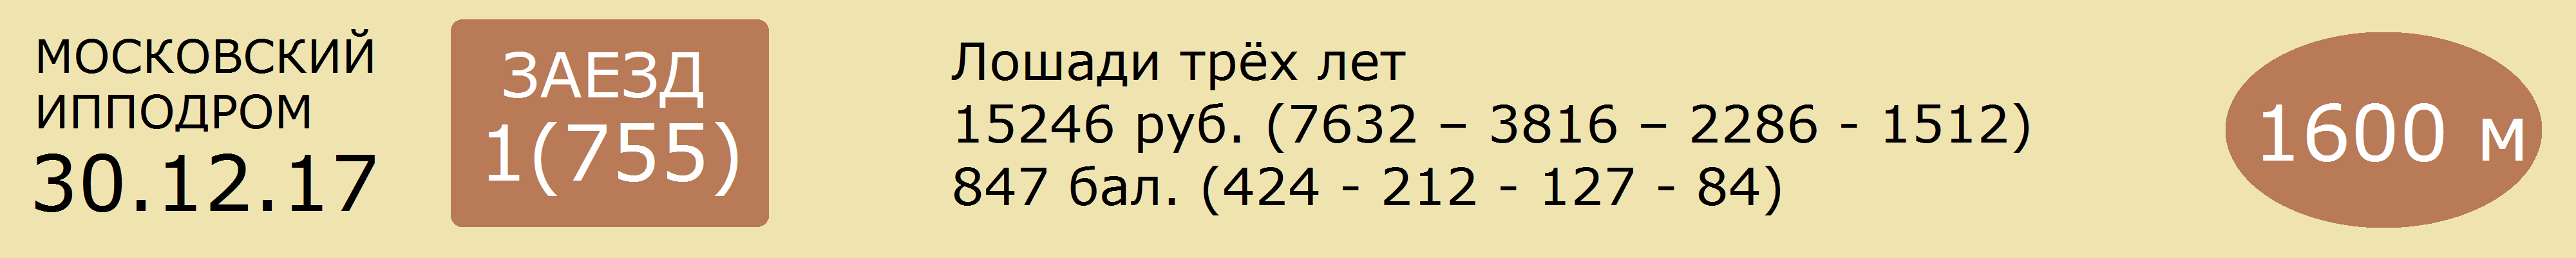 МОСКОВСКИЙ
ИППОДРОМ
30.12.17
ЗАЕЗД
1(755)
Лошади трёх лет
15246 руб. (7632 – 3816 – 2286 - 1512)
847 бал. (424 - 212 - 127 - 84)
1600 м